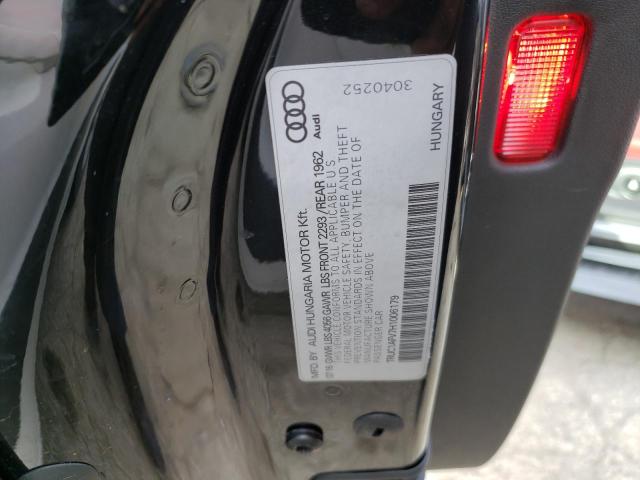 Audi
3040252
MFD BY AUDI HUNGARIA MOTOR Kft.
07/16 GVWR LBS 4056 GAWR LBS FRONT 2293 /REAR 1962
THIS VEHICLE CONFORMS TO ALL APPLICABLE U S
FEDERAL MOTOR VEHICLE SAFETY, BUMPER AND THEFT
PREVENTION STANDARDS IN EFFECT ON THE DATE OF
MANUFACTURE SHOWN ABOVE
PASSENGER CAR
HUNGARY